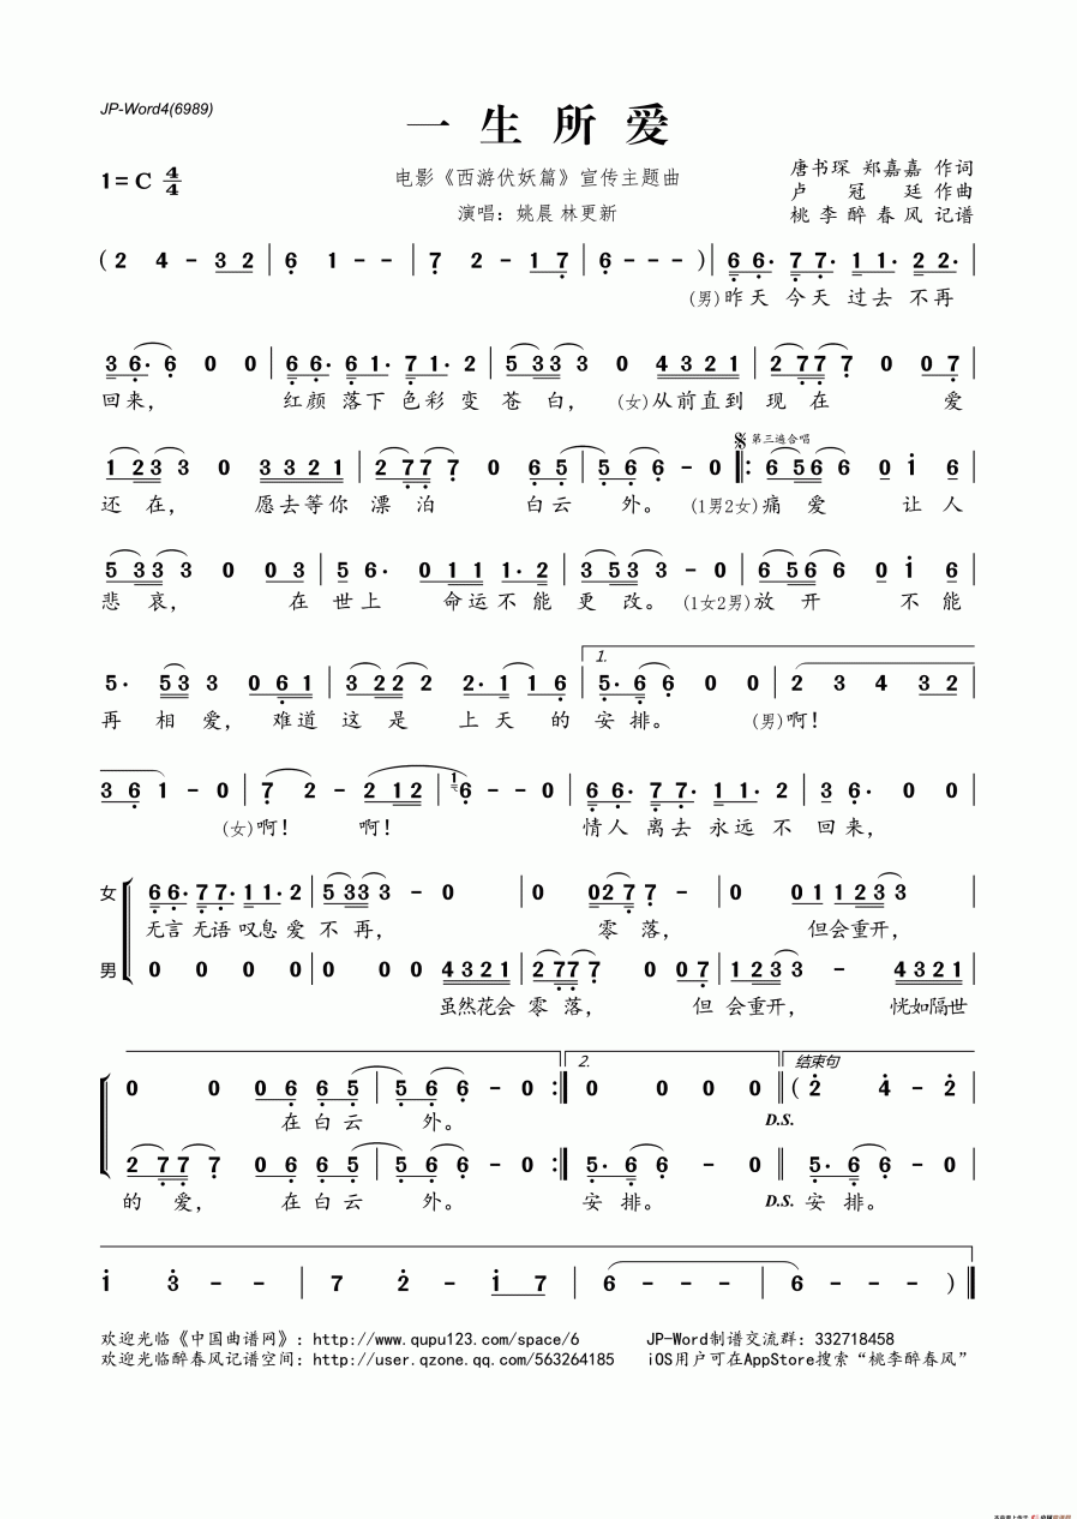 JP-Word4(6989)
一生所爱
1=C 4/4
电影《西游伏妖篇》宣传主题曲
演唱：姚晨 林更新
唐书琛 郑嘉嘉 作词
卢冠廷 作曲
桃李醉春风 记谱
(2 4 - 3 2 | 6 1 - - | 7 2 - 1 7 | 6 - - - ) | 6 6· 7 7· 1 1· 2 2· |
(男)昨天 今天 过去 不再
3 6· 6 0 0 | 6 6· 6 1· 7 1· 2 | 5 3 3 3 0 4 3 2 1 | 2 7 7 7 0 0 7 |
回来， 红颜 落下 色彩 变 苍 白， (女)从前直到 现 在 爱
𝄋 第三遍合唱
1 2 3 3 0 3 3 2 1 | 2 7 7 7 0 6 5 | 5 6 6 - 0 ‖: 6 5 6 6 0 i 6 |
还 在， 愿去等你 漂 泊 白云 外。 (1男2女)痛 爱 让 人
5 3 3 3 0 0 3 | 5 6· 0 1 1 1· 2 | 3 5 3 3 - 0 | 6 5 6 6 0 i 6 |
悲 哀， 在 世上 命运不能 更 改。 (1女2男)放 开 不能
1.
5· 5 3 3 0 6 1 | 3 2 2 2 2· 1 1 6 | 5· 6 6 0 0 | 2 3 4 3 2 |
再 相 爱， 难道 这 是 上天 的 安排。 (男)啊！
3 6 1 - 0 | 7 2 - 2 1 2 | 1 6 - - 0 | 6 6· 7 7· 1 1· 2 | 3 6· 0 0 |
(女)啊！ 啊！ 情人 离去 永远 不 回来，
女 6 6· 7 7· 1 1· 2 | 5 3 3 3 - 0 | 0 0 2 7 7 - | 0 0 1 1 2 3 3 |
无言 无语 叹息 爱 不 再， 零 落， 但会重开，
男 0 0 0 0 | 0 0 0 4 3 2 1 | 2 7 7 7 0 0 7 | 1 2 3 3 - 4 3 2 1 |
虽然花会 零 落， 但 会重开， 恍如隔世
2. 结束句
0 0 0 6 6 5 | 5 6 6 - 0 :‖ 0 0 0 0 ‖ (2̇ 4̇ - 2̇ |
在 白云 外。 D.S.
2 7 7 7 0 6 6 5 | 5 6 6 - 0 :‖ 5· 6 6 - 0 ‖ 5· 6 6 - 0 |
的 爱， 在 白云 外。 安排。 D.S. 安排。
i 3̇ - - | 7 2̇ - i 7 | 6 - - - | 6 - - - ) ‖
欢迎光临《中国曲谱网》：http://www.qupu123.com/space/6 JP-Word制谱交流群：332718458
欢迎光临醉春风记谱空间：http://user.qzone.qq.com/563264185 iOS用户可在AppStore搜索“桃李醉春风”